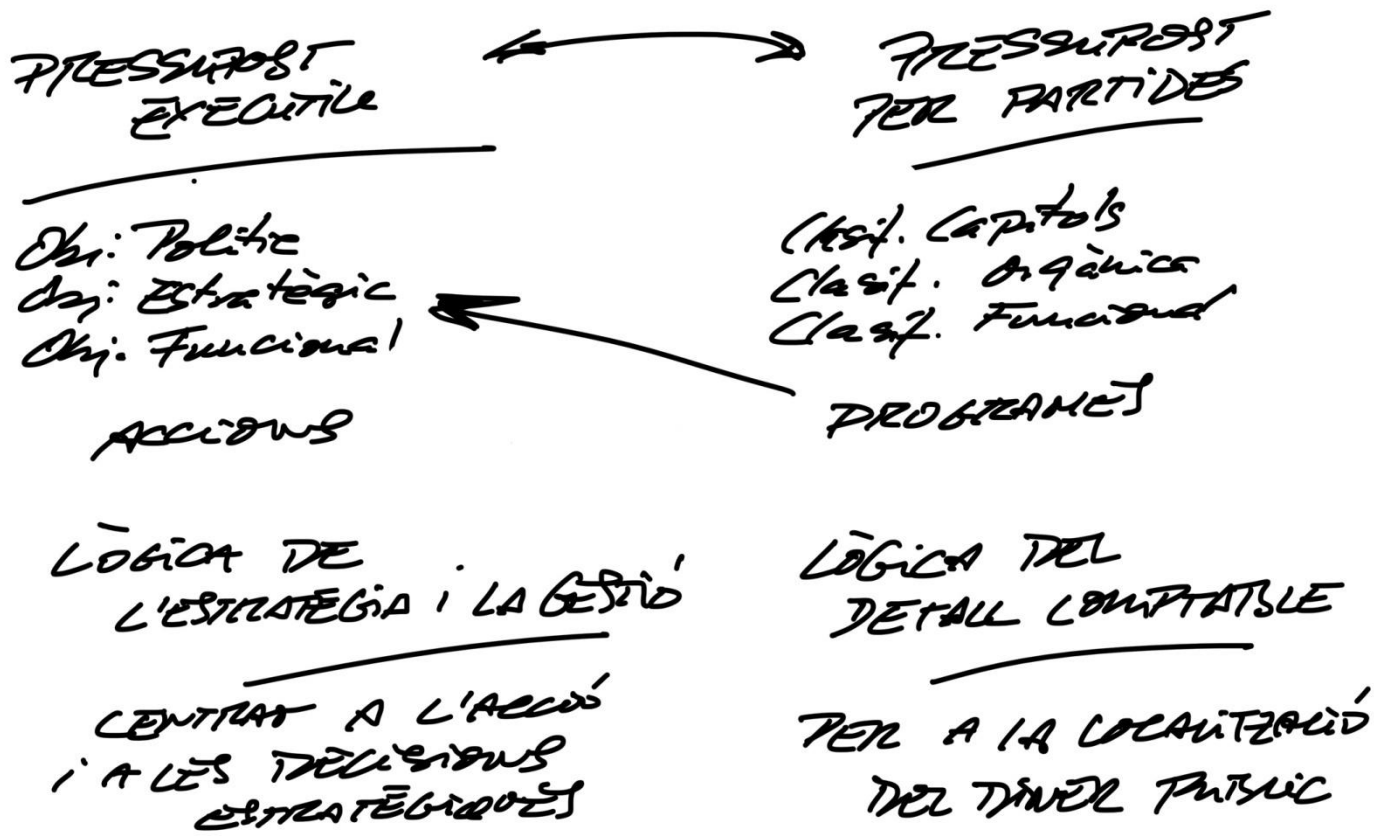 PRESSUPOST
EXECUTIU
Obj: Polític
Obj: Estratègic
Obj. Funcional
ACCIONS
LÒGICA DE
L'ESTRATÈGIA i LA GESTIÓ
CENTRAT A L'ACCIÓ
i A LES DECISIONS
ESTRATÈGIQUES
PRESSUPOST
PER PARTIDES
Clasif. Capítols
Clasif. Orgànica
Clasif. Funcional
PROGRAMES
LÒGICA DEL
DETALL COMPTABLE
PER A LA LOCALITZACIÓ
DEL DINER PÚBLIC